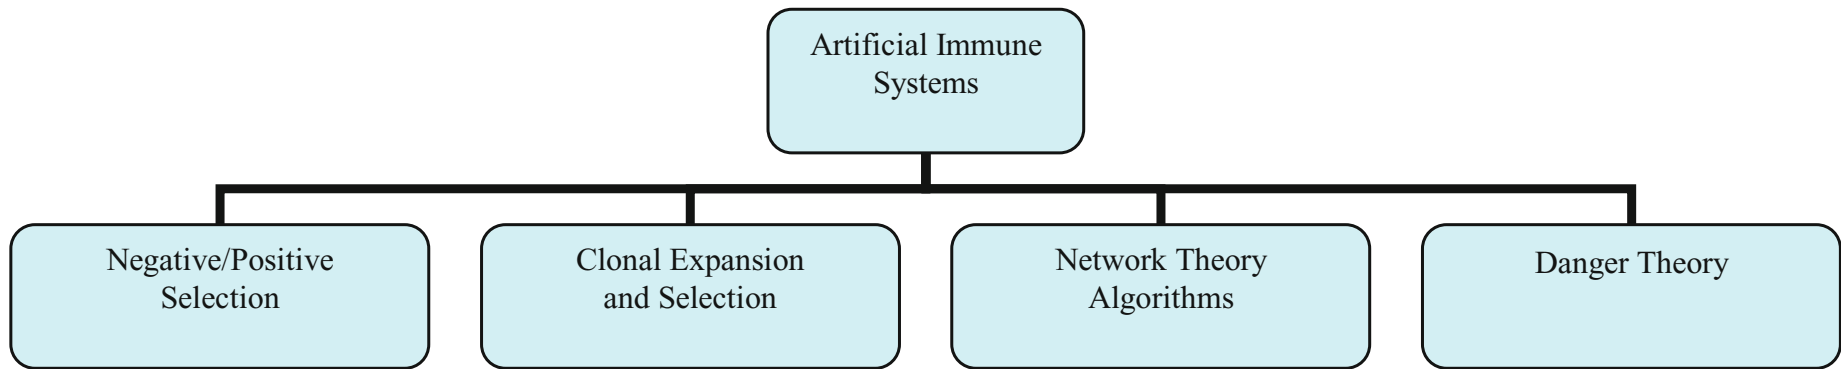 Artificial Immune
Systems
Negative/Positive
Selection
Clonal Expansion
and Selection
Network Theory
Algorithms
Danger Theory